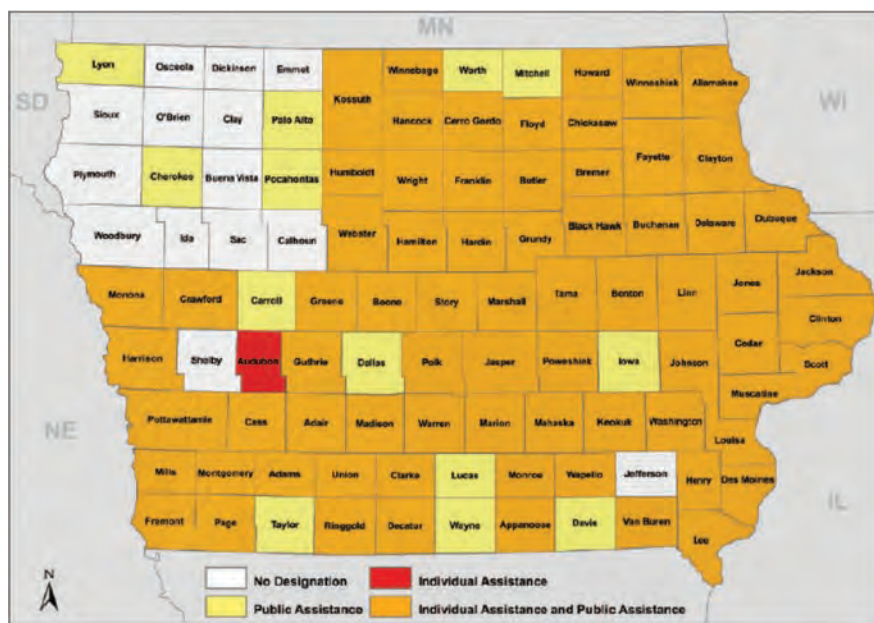 MN
Lyon Osceola Dickinson Emmet Winnebago Worth Mitchell Howard Winneshiek Allamakee
Kossuth
SD WI
Sioux O'Brien Clay Palo Alto Hancock Cerro Gordo Floyd Chickasaw
Fayette Clayton
Plymouth Cherokee Buena Vista Pocahontas Humboldt Wright Franklin Butler Bremer
Woodbury Ida Sac Calhoun Webster Hamilton Hardin Grundy Black Hawk Buchanan Delaware Dubuque
Monona Crawford Carroll Greene Boone Story Marshall Tama Benton Linn Jones Jackson
Clinton
Harrison Shelby Audubon Guthrie Dallas Polk Jasper Poweshiek Iowa Johnson Cedar Scott
Muscatine
NE
Pottawattamie Cass Adair Madison Warren Marion Mahaska Keokuk Washington Louisa
Mills Montgomery Adams Union Clarke Lucas Monroe Wapello Jefferson Henry Des Moines
IL
Fremont Page Taylor Ringgold Decatur Wayne Appanoose Davis Van Buren Lee
N
No Designation Individual Assistance
Public Assistance Individual Assistance and Public Assistance